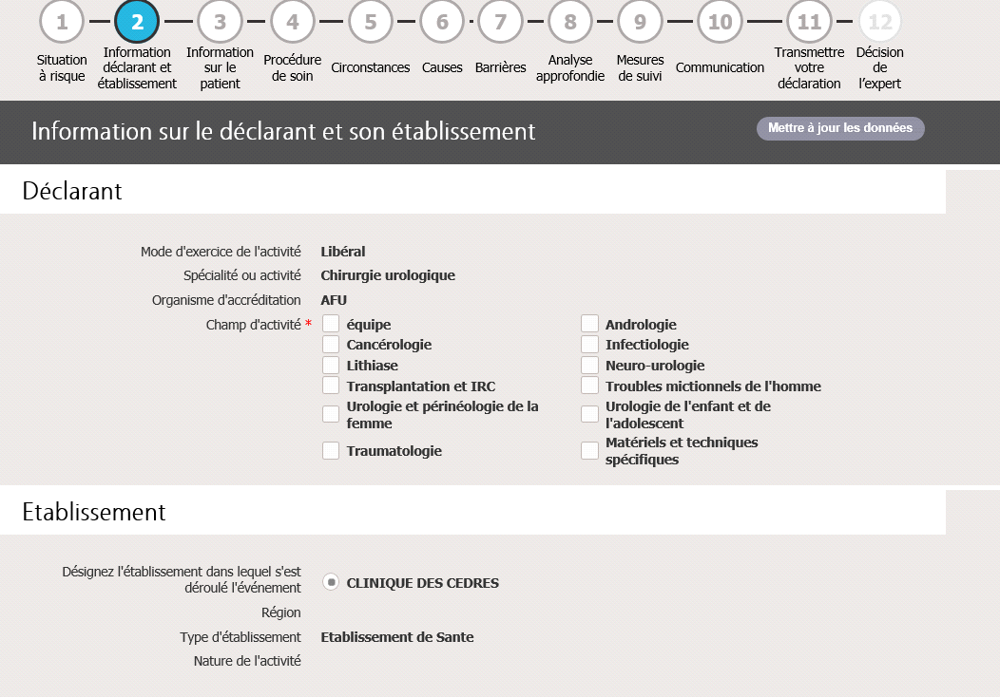 1 2 3 4 5 6 7 8 9 10 11 12
Situation à risque
Information déclarant et établissement
Information sur le patient
Procédure de soin
Circonstances
Causes
Barrières
Analyse approfondie
Mesures de suivi
Communication
Transmettre votre déclaration
Décision de l'expert
Information sur le déclarant et son établissement
Mettre à jour les données
Déclarant
Mode d'exercice de l'activité Libéral
Spécialité ou activité Chirurgie urologique
Organisme d'accréditation AFU
Champ d'activité * équipe Andrologie
Cancérologie Infectiologie
Lithiase Neuro-urologie
Transplantation et IRC Troubles mictionnels de l'homme
Urologie et périnéologie de la femme
Urologie de l'enfant et de l'adolescent
Traumatologie
Matériels et techniques spécifiques
Etablissement
Désignez l'établissement dans lequel s'est déroulé l'événement
CLINIQUE DES CEDRES
Région
Type d'établissement Etablissement de Sante
Nature de l'activité